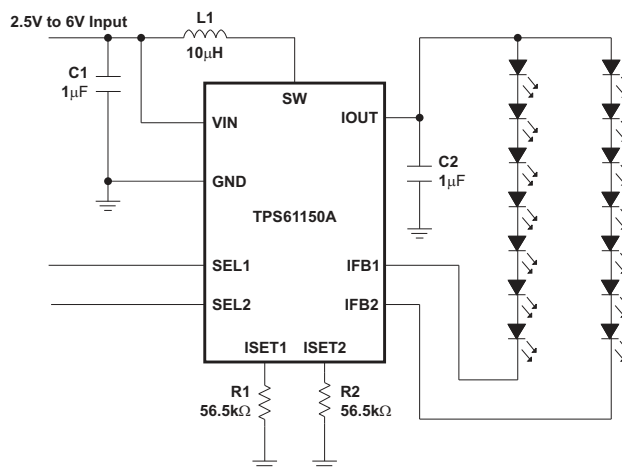 2.5V to 6V Input
L1
10μH
C1
1μF
SW
VIN
IOUT
C2
1μF
GND
TPS61150A
SEL1
IFB1
SEL2
IFB2
ISET1
ISET2
R1
56.5kΩ
R2
56.5kΩ